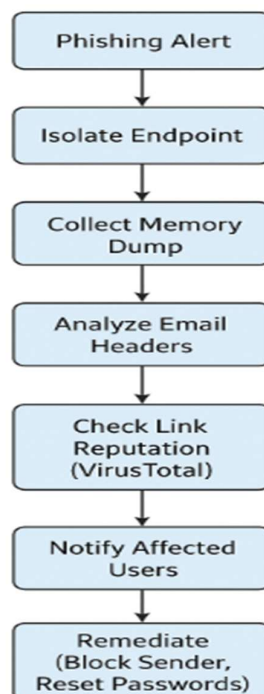 Phishing Alert
Isolate Endpoint
Collect Memory
Dump
Analyze Email
Headers
Check Link
Reputation
(VirusTotal)
Notify Affected
Users
Remediate
(Block Sender,
Reset Passwords)